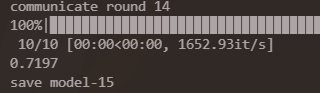 communicate round 14
100%|████████████████████████████████
10/10 [00:00<00:00, 1652.93it/s]
0.7197
save model-15